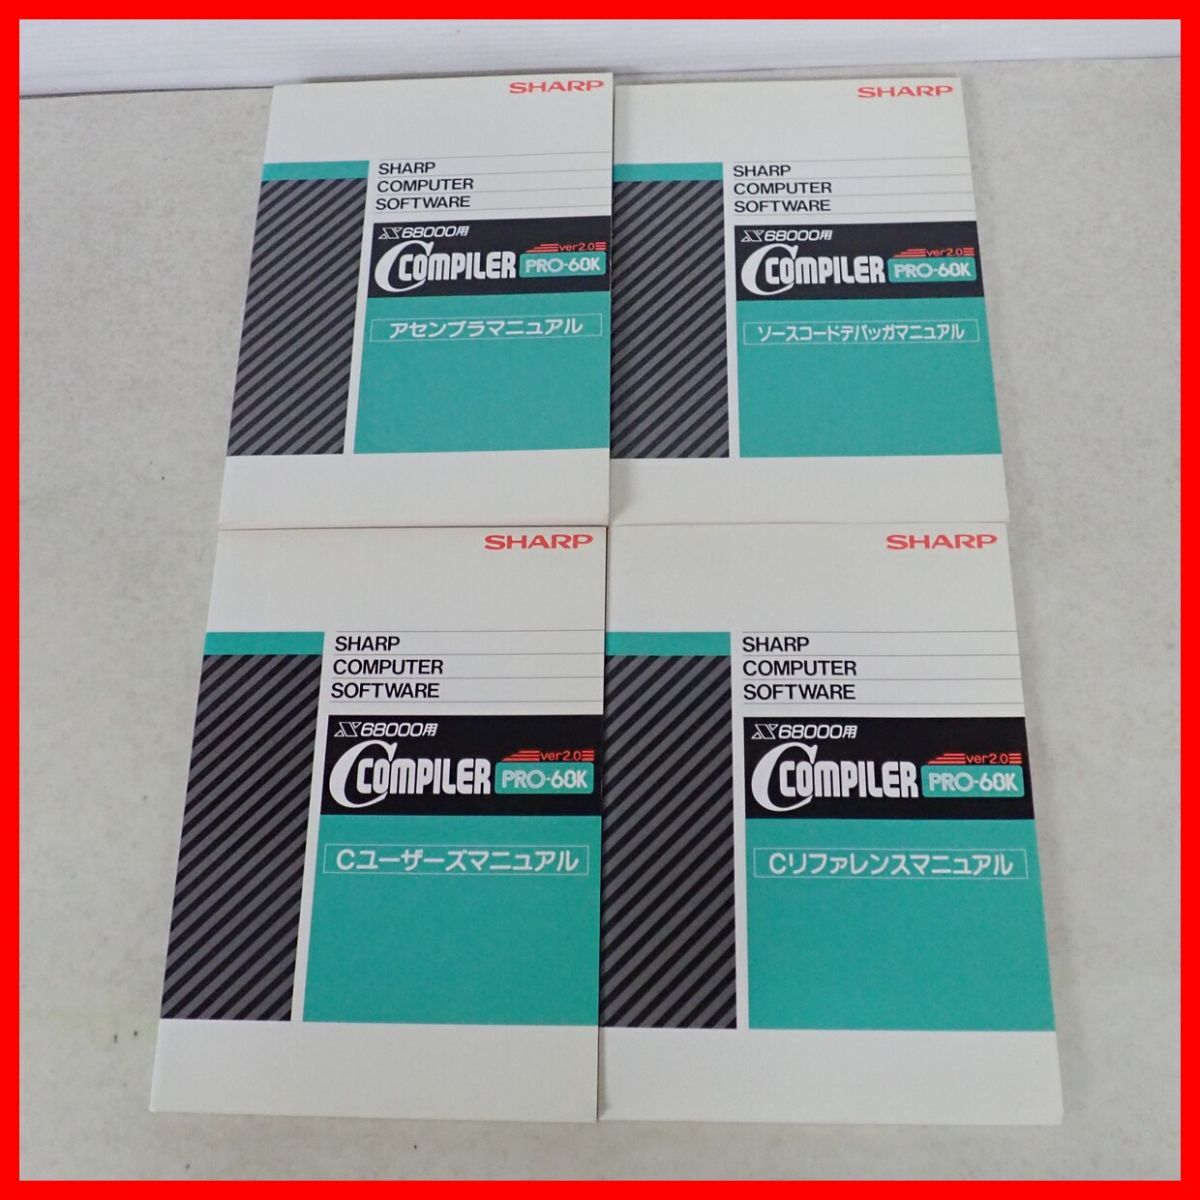 SHARP
SHARP
COMPUTER
SOFTWARE
X68000用
C COMPILER PRO-68K
ver2.0
アセンブラマニュアル
SHARP
SHARP
COMPUTER
SOFTWARE
X68000用
C COMPILER PRO-68K
ver2.0
ソースコードデバッガマニュアル
SHARP
SHARP
COMPUTER
SOFTWARE
X68000用
C COMPILER PRO-68K
ver2.0
Cユーザーズマニュアル
SHARP
SHARP
COMPUTER
SOFTWARE
X68000用
C COMPILER PRO-68K
ver2.0
Cリファレンスマニュアル